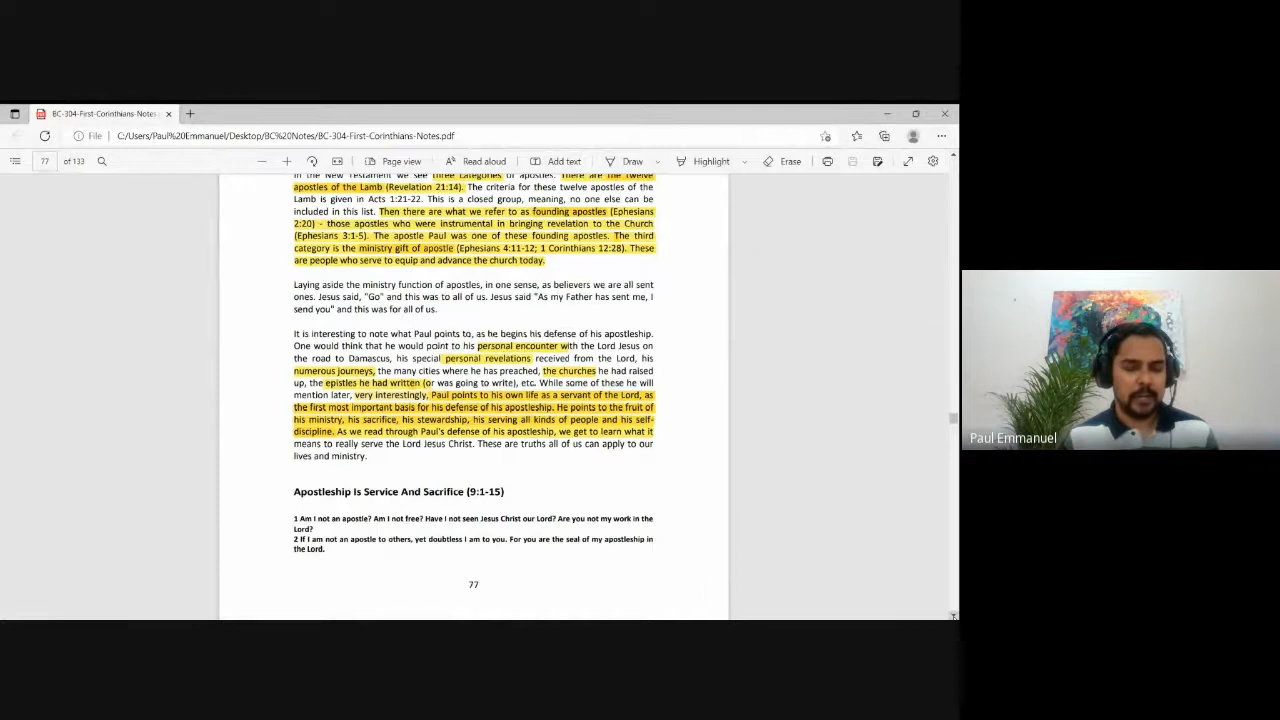 BC-304-First-Corinthians-Notes
File
C:/Users/Paul%20Emmanuel/Desktop/BC%20Notes/BC-304-First-Corinthians-Notes.pdf
77 of 133
Page view
Read aloud
Add text
Draw
Highlight
Erase
In the New Testament we see three categories of apostles. There are the twelve
apostles of the Lamb (Revelation 21:14). The criteria for these twelve apostles of the
Lamb is given in Acts 1:21-22. This is a closed group, meaning, no one else can be
included in this list. Then there are what we refer to as founding apostles (Ephesians
2:20) - those apostles who were instrumental in bringing revelation to the Church
(Ephesians 3:1-5). The apostle Paul was one of these founding apostles. The third
category is the ministry gift of apostle (Ephesians 4:11-12; 1 Corinthians 12:28). These
are people who serve to equip and advance the church today.
Laying aside the ministry function of apostles, in one sense, as believers we are all sent
ones. Jesus said, "Go" and this was to all of us. Jesus said "As my Father has sent me, I
send you" and this was for all of us.
It is interesting to note what Paul points to, as he begins his defense of his apostleship.
One would think that he would point to his personal encounter with the Lord Jesus on
the road to Damascus, his special personal revelations received from the Lord, his
numerous journeys, the many cities where he has preached, the churches he had raised
up, the epistles he had written (or was going to write), etc. While some of these he will
mention later, very interestingly, Paul points to his own life as a servant of the Lord, as
the first most important basis for his defense of his apostleship. He points to the fruit of
his ministry, his sacrifice, his stewardship, his serving all kinds of people and his self-
discipline. As we read through Paul's defense of his apostleship, we get to learn what it
means to really serve the Lord Jesus Christ. These are truths all of us can apply to our
lives and ministry.
Apostleship Is Service And Sacrifice (9:1-15)
1 Am I not an apostle? Am I not free? Have I not seen Jesus Christ our Lord? Are you not my work in the
Lord?
2 If I am not an apostle to others, yet doubtless I am to you. For you are the seal of my apostleship in
the Lord.
77
Paul Emmanuel